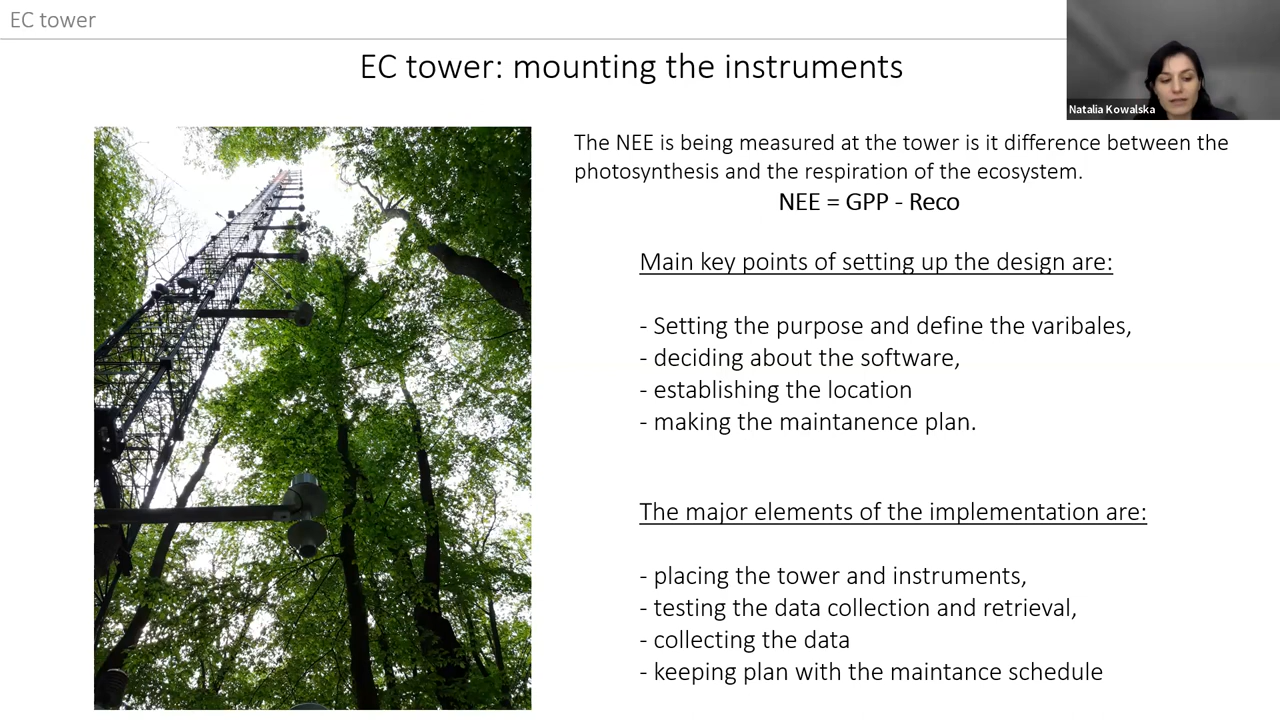 EC tower
EC tower: mounting the instruments
Natalia Kowalska
The NEE is being measured at the tower is it difference between the
photosynthesis and the respiration of the ecosystem.
NEE = GPP - Reco
Main key points of setting up the design are:
- Setting the purpose and define the varibales,
- deciding about the software,
- establishing the location
- making the maintanence plan.
The major elements of the implementation are:
- placing the tower and instruments,
- testing the data collection and retrieval,
- collecting the data
- keeping plan with the maintance schedule